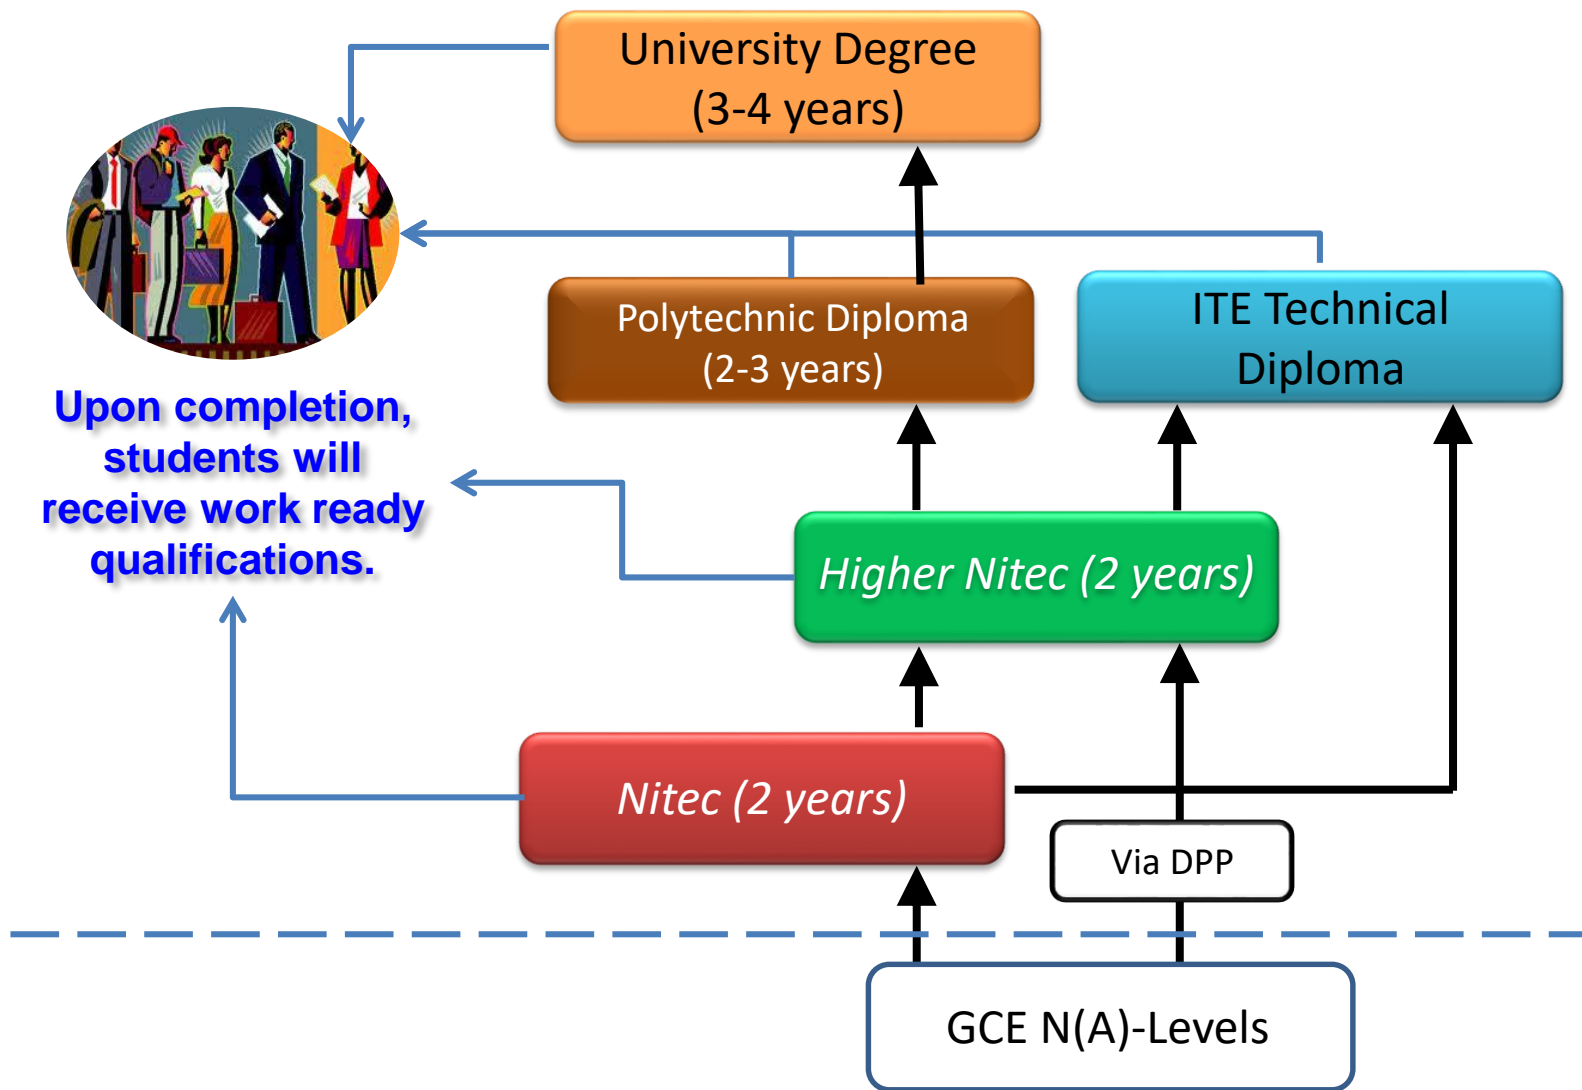 University Degree
(3-4 years)
Polytechnic Diploma
(2-3 years)
ITE Technical
Diploma
Upon completion,
students will
receive work ready
qualifications.
Higher Nitec (2 years)
Nitec (2 years)
Via DPP
GCE N(A)-Levels